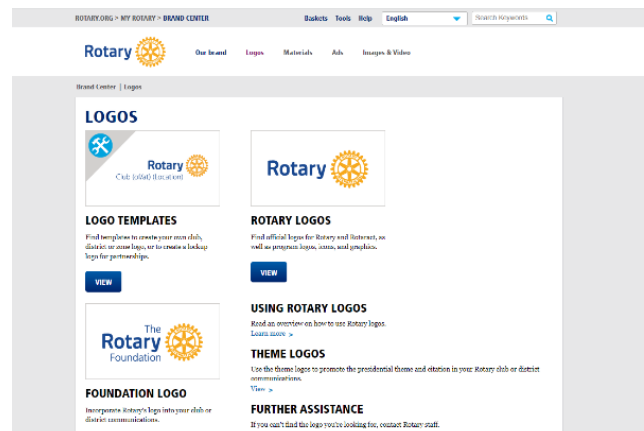 ROTARY.ORG > MY ROTARY > BRAND CENTER
Baskets Tools Help English Search Keywords
Rotary
Our brand Logos Materials Ads Images & Video
Brand Center | Logos
LOGOS
Rotary
Club (of/at) (Location)
LOGO TEMPLATES
Find templates to create your own club,
district or zone logo, or to create a lockup
logo for partnerships.
VIEW
Rotary
ROTARY LOGOS
Find official logos for Rotary and Rotaract, as
well as program logos, icons, and graphics.
VIEW
The
Rotary
Foundation
FOUNDATION LOGO
Incorporate Rotary's logo into your club or
district communications.
USING ROTARY LOGOS
Read an overview on how to use Rotary logos.
Learn more >
THEME LOGOS
Use the theme logos to promote the presidential theme and citation in your Rotary club or district
communications.
View >
FURTHER ASSISTANCE
If you can't find the logo you're looking for, contact Rotary staff.